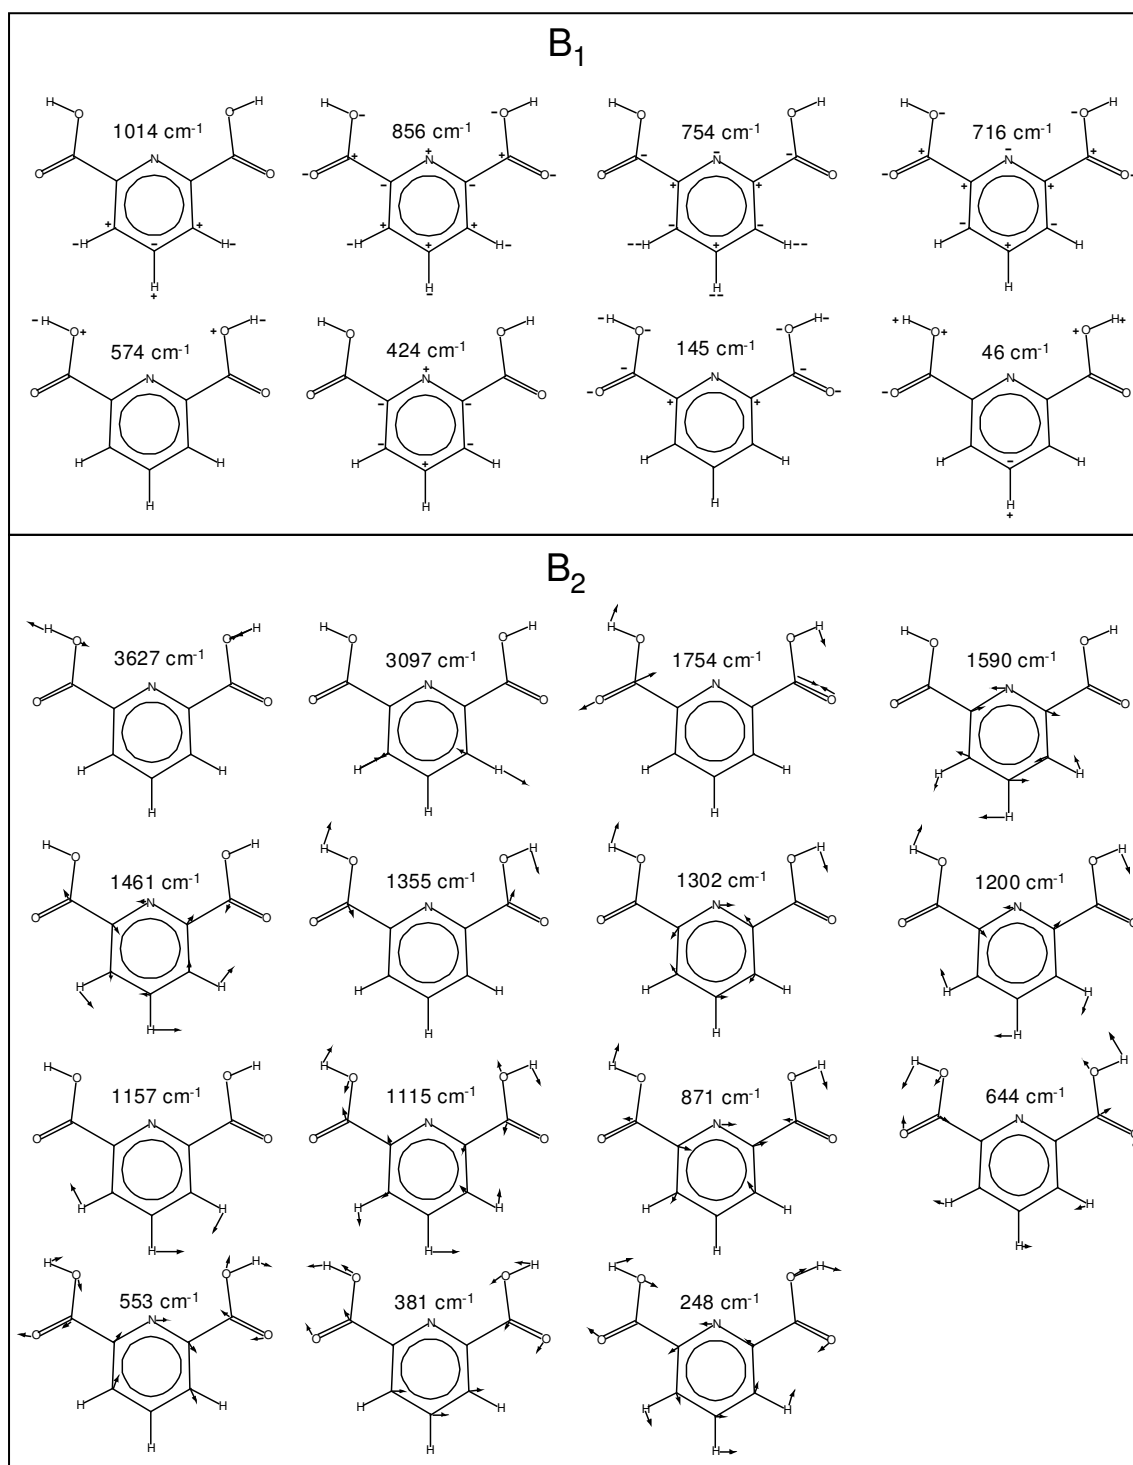 B₁
1014 cm⁻¹ 856 cm⁻¹ 754 cm⁻¹ 716 cm⁻¹
574 cm⁻¹ 424 cm⁻¹ 145 cm⁻¹ 46 cm⁻¹
B₂
3627 cm⁻¹ 3097 cm⁻¹ 1754 cm⁻¹ 1590 cm⁻¹
1461 cm⁻¹ 1355 cm⁻¹ 1302 cm⁻¹ 1200 cm⁻¹
1157 cm⁻¹ 1115 cm⁻¹ 871 cm⁻¹ 644 cm⁻¹
553 cm⁻¹ 381 cm⁻¹ 248 cm⁻¹